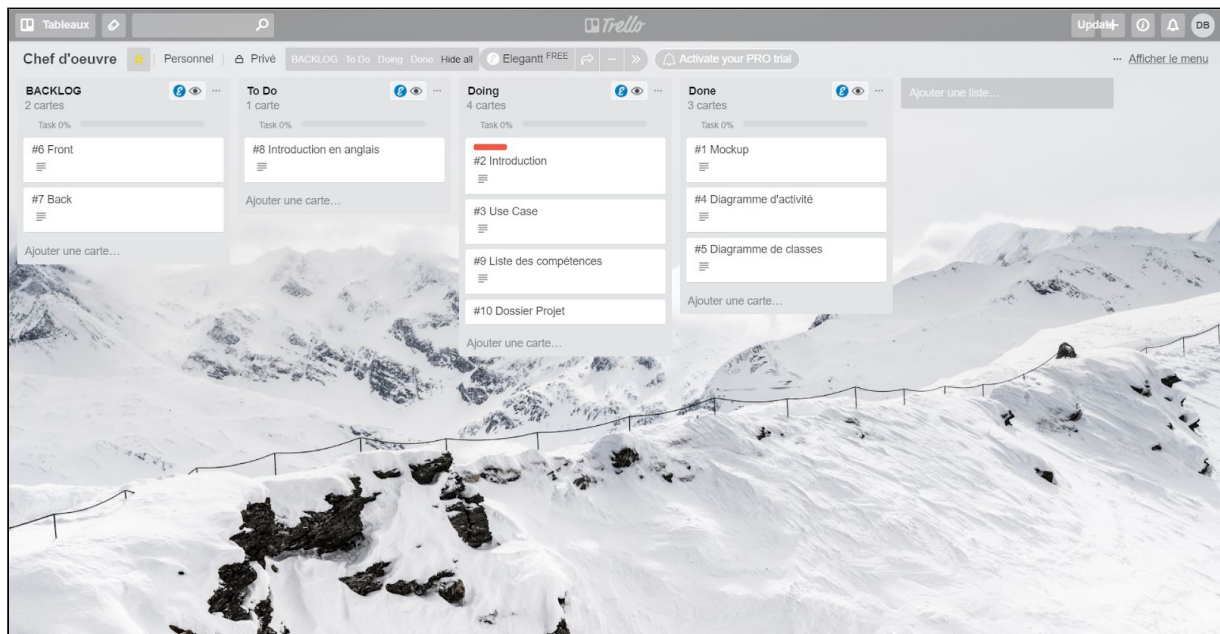 Tableaux
Trello
Update
DB
Chef d'oeuvre
Personnel
Privé
BACKLOG To Do Doing Done Hide all
Elegantt FREE
Activate your PRO trial
... Afficher le menu
BACKLOG
2 cartes
Task 0%
#6 Front
#7 Back
Ajouter une carte…
To Do
1 carte
Task 0%
#8 Introduction en anglais
Ajouter une carte…
Doing
4 cartes
Task 0%
#2 Introduction
#3 Use Case
#9 Liste des compétences
#10 Dossier Projet
Ajouter une carte…
Done
3 cartes
Task 0%
#1 Mockup
#4 Diagramme d'activité
#5 Diagramme de classes
Ajouter une carte…
Ajouter une liste…